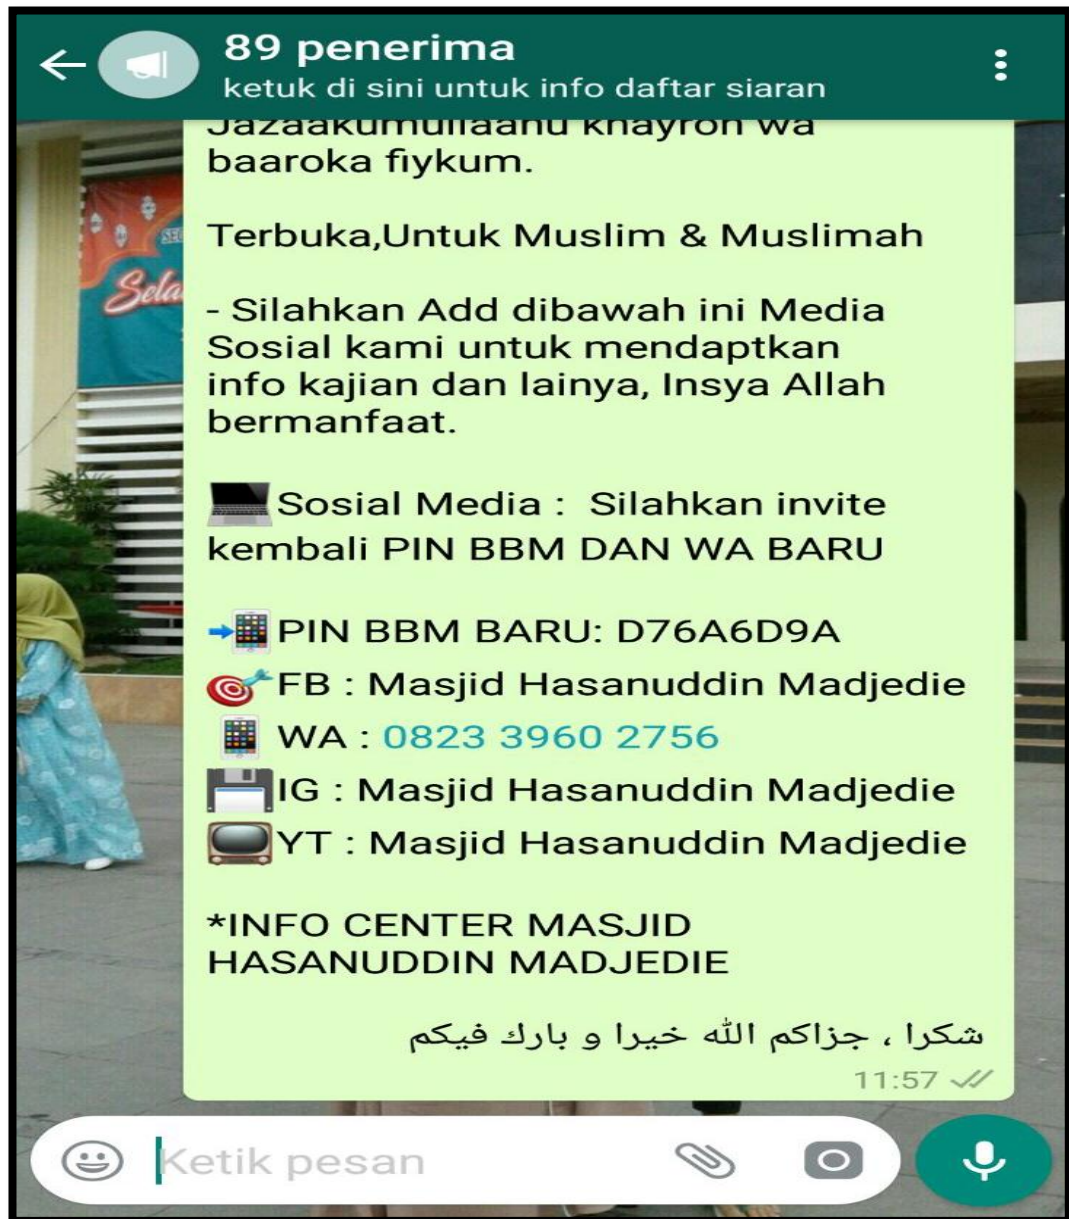 89 penerima
ketuk di sini untuk info daftar siaran
Jazaakumullaahu khayron wa
baaroka fiykum.
Terbuka,Untuk Muslim & Muslimah
- Silahkan Add dibawah ini Media
Sosial kami untuk mendaptkan
info kajian dan lainya, Insya Allah
bermanfaat.
Sosial Media :  Silahkan invite
kembali PIN BBM DAN WA BARU
PIN BBM BARU: D76A6D9A
FB : Masjid Hasanuddin Madjedie
WA : 0823 3960 2756
IG : Masjid Hasanuddin Madjedie
YT : Masjid Hasanuddin Madjedie
*INFO CENTER MASJID
HASANUDDIN MADJEDIE
شكرا ، جزاكم الله خيرا و بارك فيكم
11:57
Ketik pesan